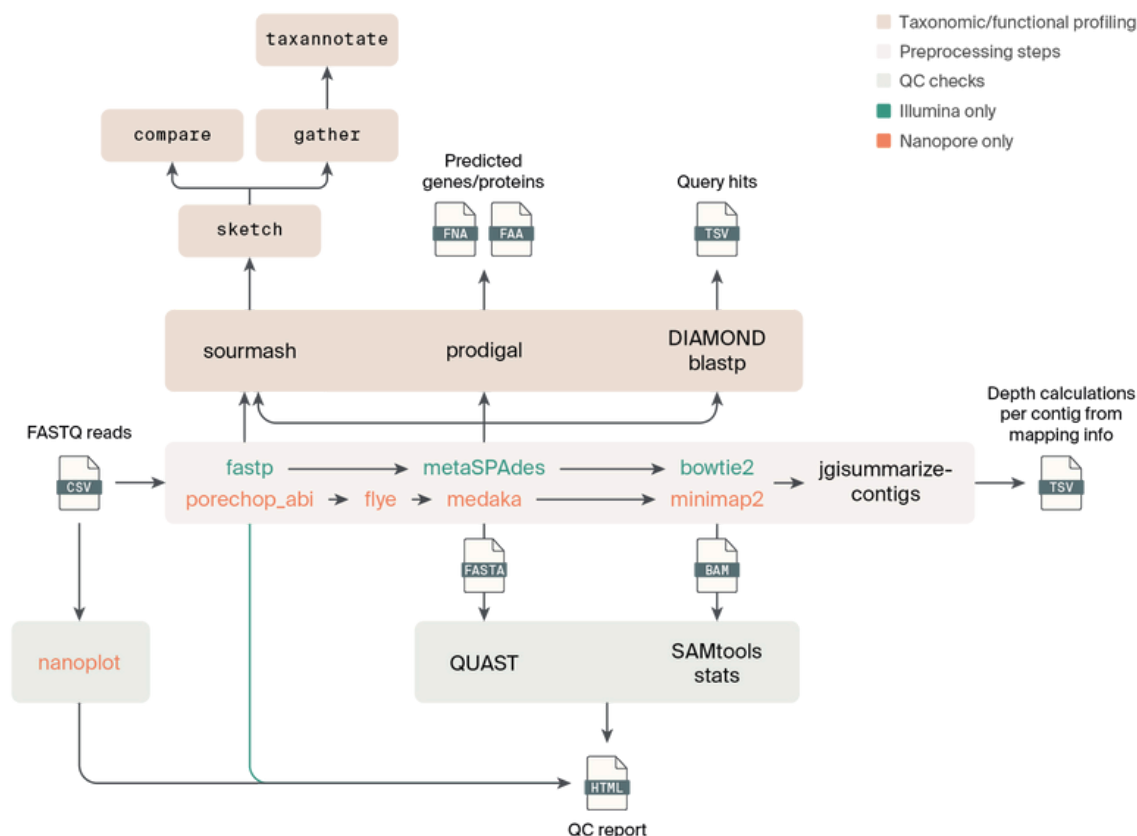 taxannotate
Taxonomic/functional profiling
Preprocessing steps
QC checks
Illumina only
Nanopore only
compare
gather
Predicted
genes/proteins
Query hits
sketch
FNA
FAA
TSV
sourmash
prodigal
DIAMOND
blastp
Depth calculations
per contig from
mapping info
FASTQ reads
CSV
fastp
metaSPAdes
bowtie2
porechop_abi
flye
medaka
minimap2
jgisummarize-
contigs
TSV
FASTA
BAM
nanoplot
QUAST
SAMtools
stats
HTML
QC report